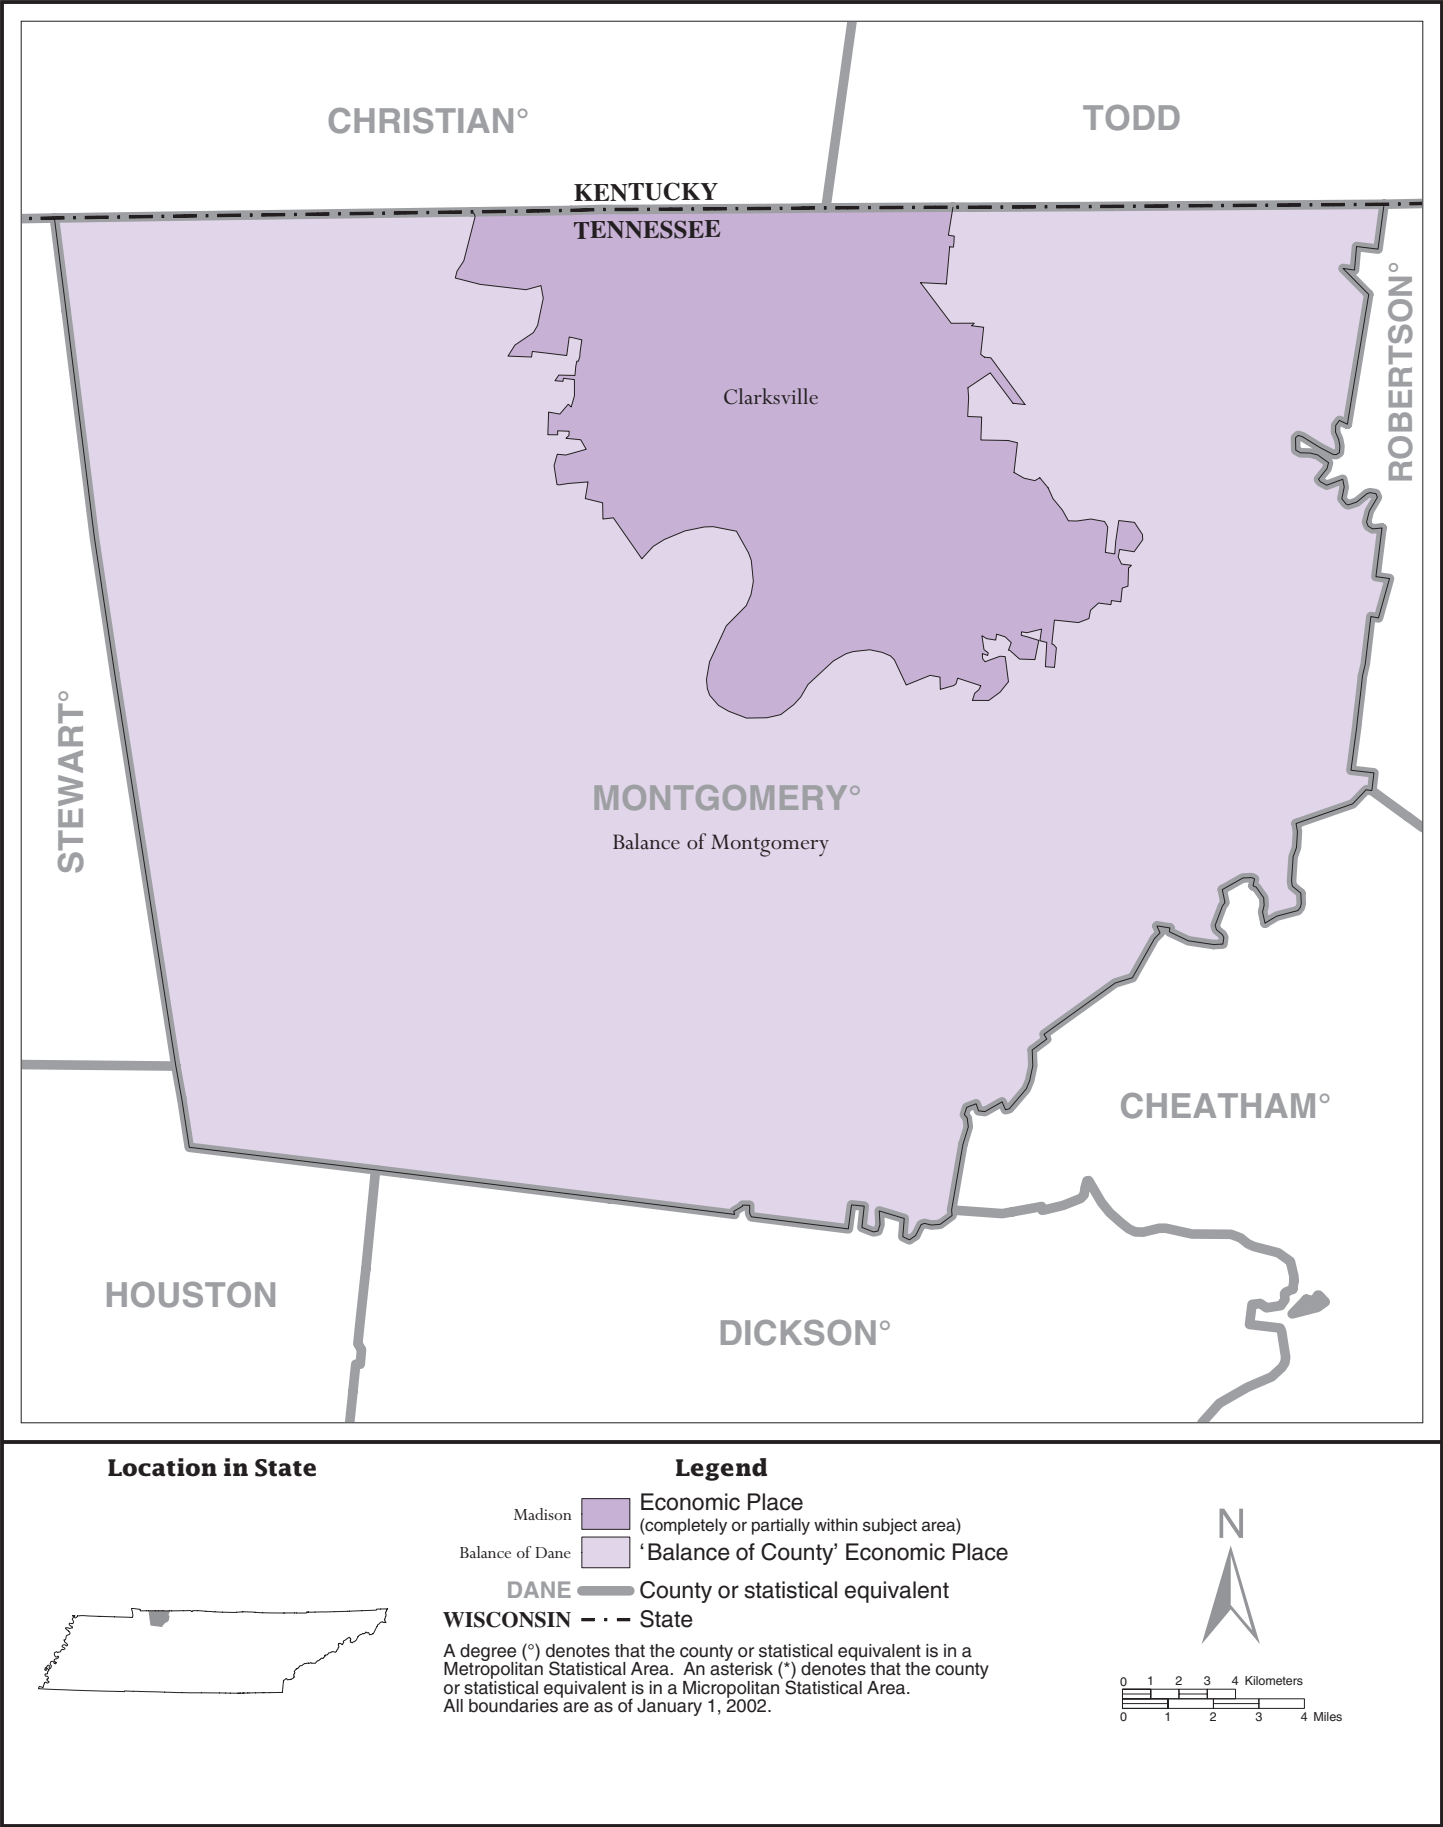 CHRISTIAN°
TODD
KENTUCKY
TENNESSEE
ROBERTSON°
Clarksville
STEWART°
MONTGOMERY°
Balance of Montgomery
CHEATHAM°
HOUSTON
DICKSON°
Location in State
Legend
Madison
Economic Place
(completely or partially within subject area)
Balance of Dane
‘Balance of County’ Economic Place
DANE
County or statistical equivalent
WISCONSIN
State
A degree (°) denotes that the county or statistical equivalent is in a
Metropolitan Statistical Area. An asterisk (*) denotes that the county
or statistical equivalent is in a Micropolitan Statistical Area.
All boundaries are as of January 1, 2002.
N
0 1 2 3 4 Kilometers
0 1 2 3 4 Miles